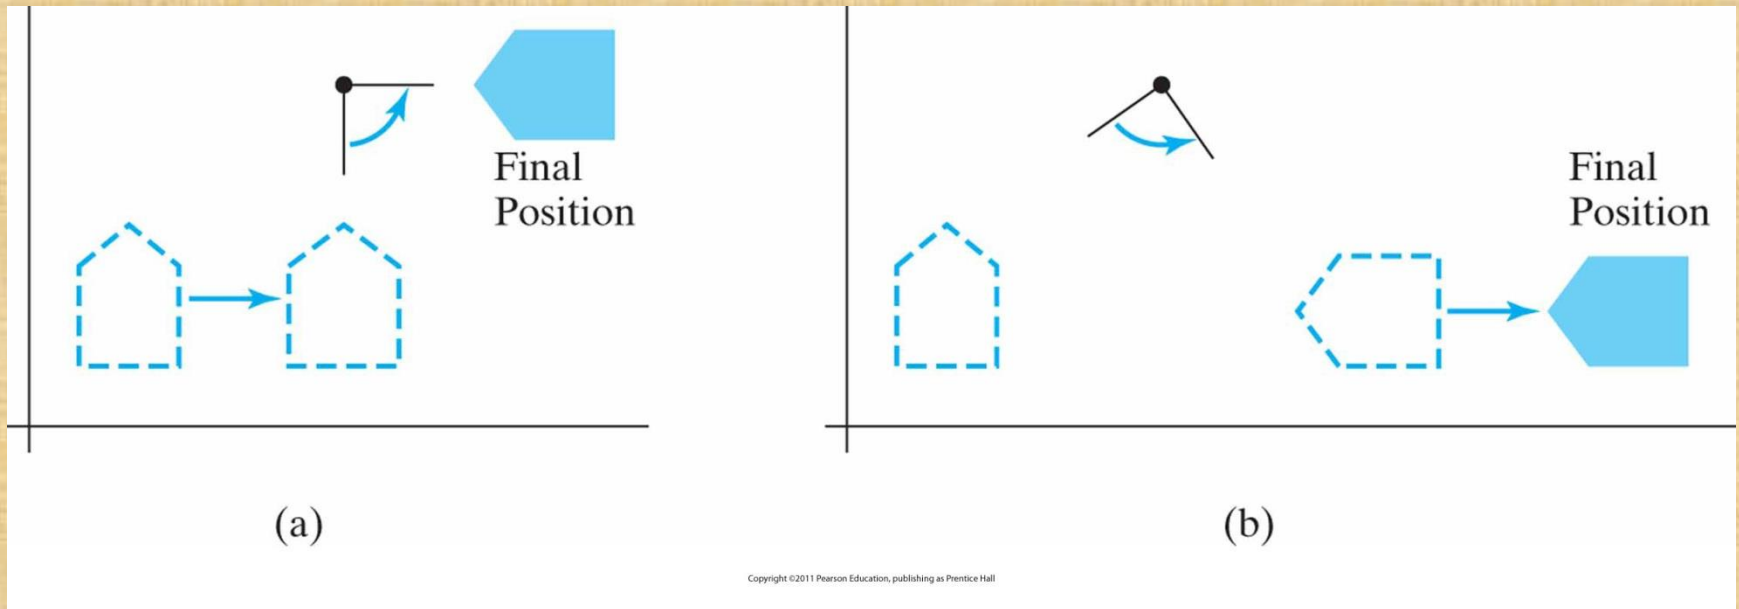 Final
Position
Final
Position
(a)
(b)
Copyright ©2011 Pearson Education, publishing as Prentice Hall